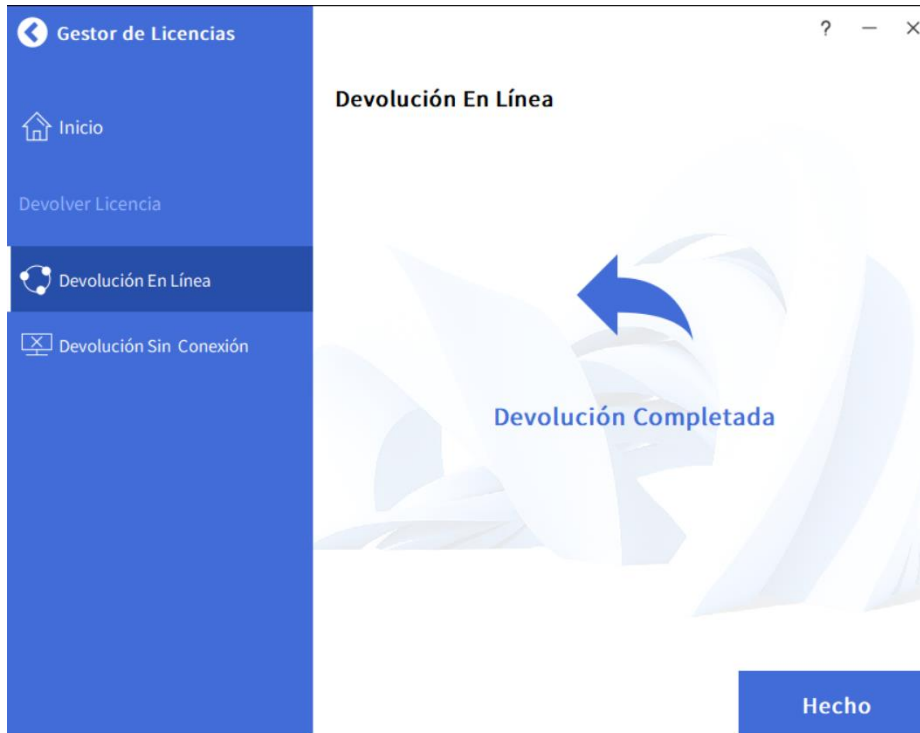 Gestor de Licencias
?
Inicio
Devolver Licencia
Devolución En Línea
Devolución Sin Conexión
Devolución En Línea
Devolución Completada
Hecho